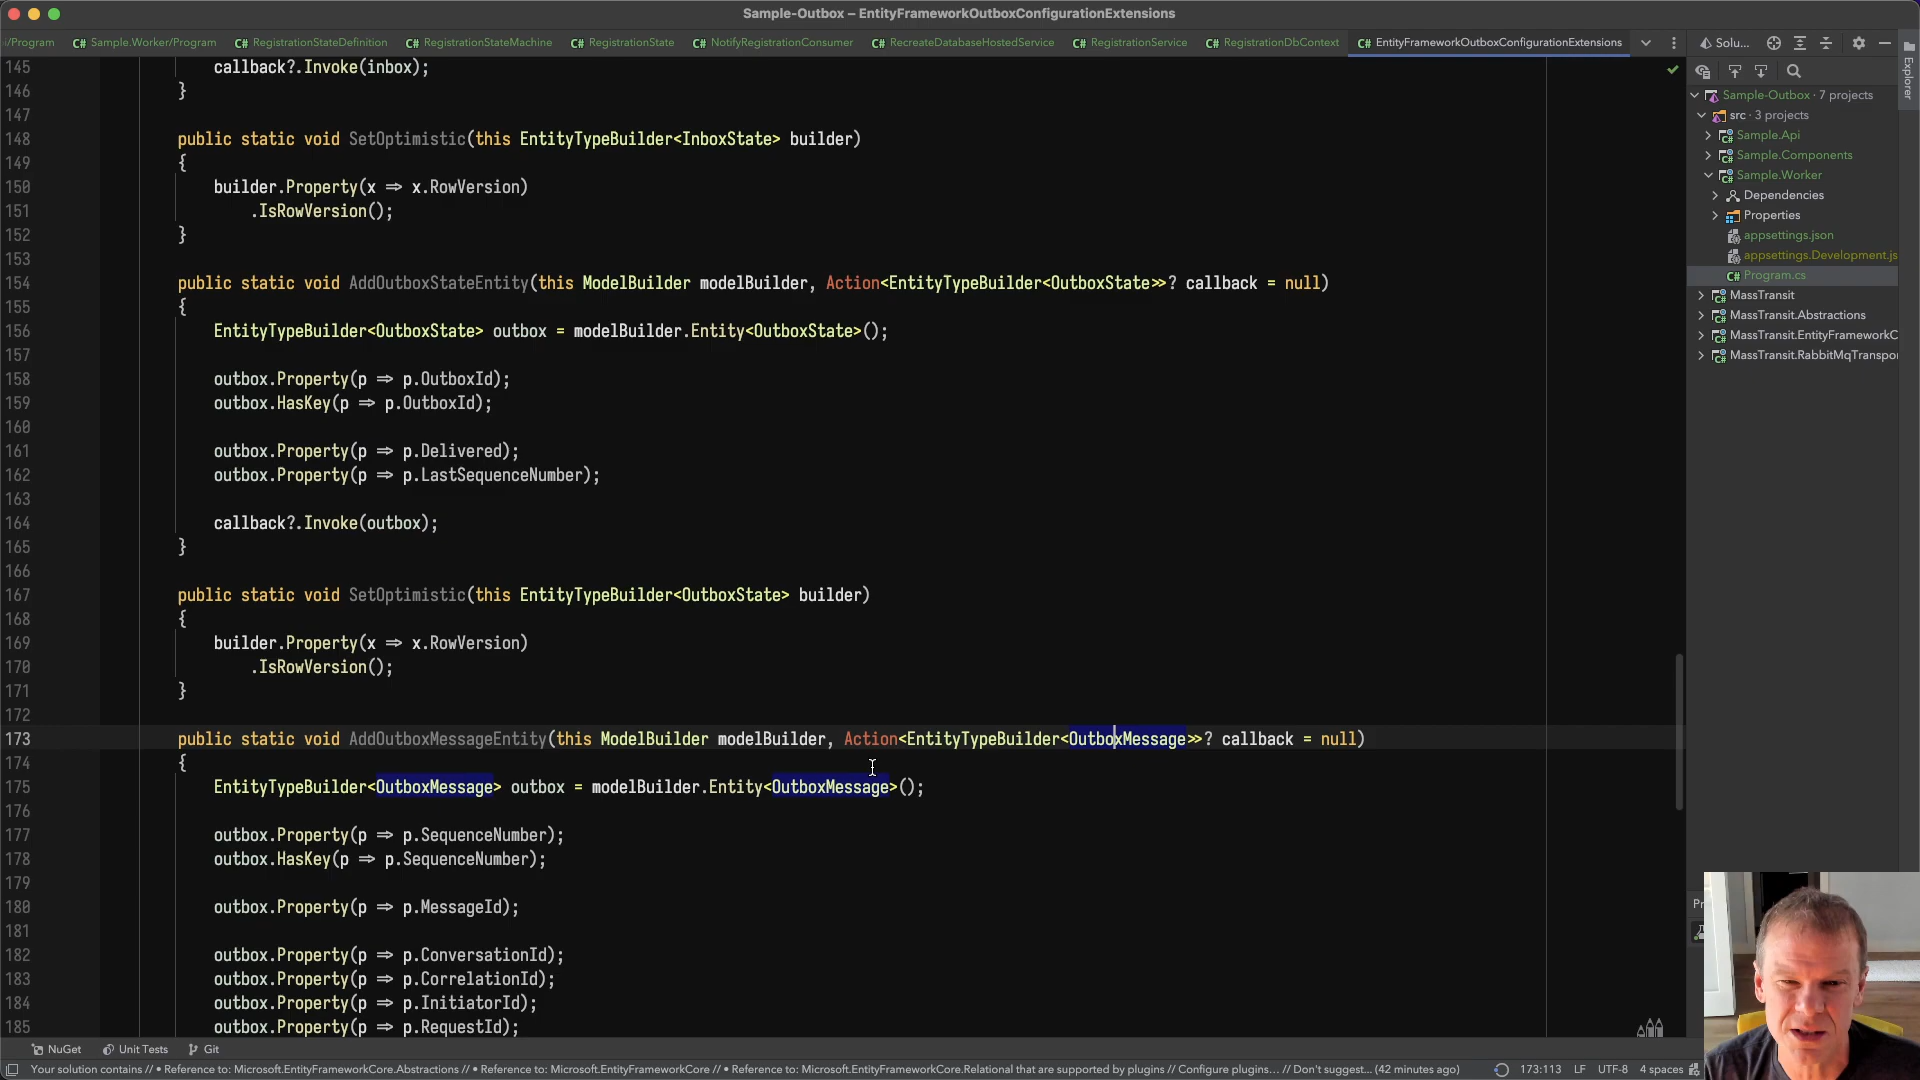 Sample-Outbox – EntityFrameworkOutboxConfigurationExtensions
i/Program C# Sample.Worker/Program C# RegistrationStateDefinition C# RegistrationStateMachine C# RegistrationState C# NotifyRegistrationConsumer C# RecreateDatabaseHostedService C# RegistrationService C# RegistrationDbContext C# EntityFrameworkOutboxConfigurationExtensions Solu...
145 callback?.Invoke(inbox);
146 }
147
148 public static void SetOptimistic(this EntityTypeBuilder<InboxState> builder)
149 {
150 builder.Property(x ⇒ x.RowVersion)
151 .IsRowVersion();
152 }
153
154 public static void AddOutboxStateEntity(this ModelBuilder modelBuilder, Action<EntityTypeBuilder<OutboxState>>? callback = null)
155 {
156 EntityTypeBuilder<OutboxState> outbox = modelBuilder.Entity<OutboxState>();
157
158 outbox.Property(p ⇒ p.OutboxId);
159 outbox.HasKey(p ⇒ p.OutboxId);
160
161 outbox.Property(p ⇒ p.Delivered);
162 outbox.Property(p ⇒ p.LastSequenceNumber);
163
164 callback?.Invoke(outbox);
165 }
166
167 public static void SetOptimistic(this EntityTypeBuilder<OutboxState> builder)
168 {
169 builder.Property(x ⇒ x.RowVersion)
170 .IsRowVersion();
171 }
172
173 public static void AddOutboxMessageEntity(this ModelBuilder modelBuilder, Action<EntityTypeBuilder<OutboxMessage>>? callback = null)
174 {
175 EntityTypeBuilder<OutboxMessage> outbox = modelBuilder.Entity<OutboxMessage>();
176
177 outbox.Property(p ⇒ p.SequenceNumber);
178 outbox.HasKey(p ⇒ p.SequenceNumber);
179
180 outbox.Property(p ⇒ p.MessageId);
181
182 outbox.Property(p ⇒ p.ConversationId);
183 outbox.Property(p ⇒ p.CorrelationId);
184 outbox.Property(p ⇒ p.InitiatorId);
185 outbox.Property(p ⇒ p.RequestId);
Sample-Outbox · 7 projects
src · 3 projects
Sample.Api
Sample.Components
Sample.Worker
Dependencies
Properties
appsettings.json
appsettings.Development.js
C# Program.cs
MassTransit
MassTransit.Abstractions
MassTransit.EntityFrameworkC
MassTransit.RabbitMqTranspor
Explorer
Pr
NuGet Unit Tests Git
Your solution contains // • Reference to: Microsoft.EntityFrameworkCore.Abstractions // • Reference to: Microsoft.EntityFrameworkCore // • Reference to: Microsoft.EntityFrameworkCore.Relational that are supported by plugins // Configure plugins... // Don't suggest... (42 minutes ago) 173:113 LF UTF-8 4 spaces